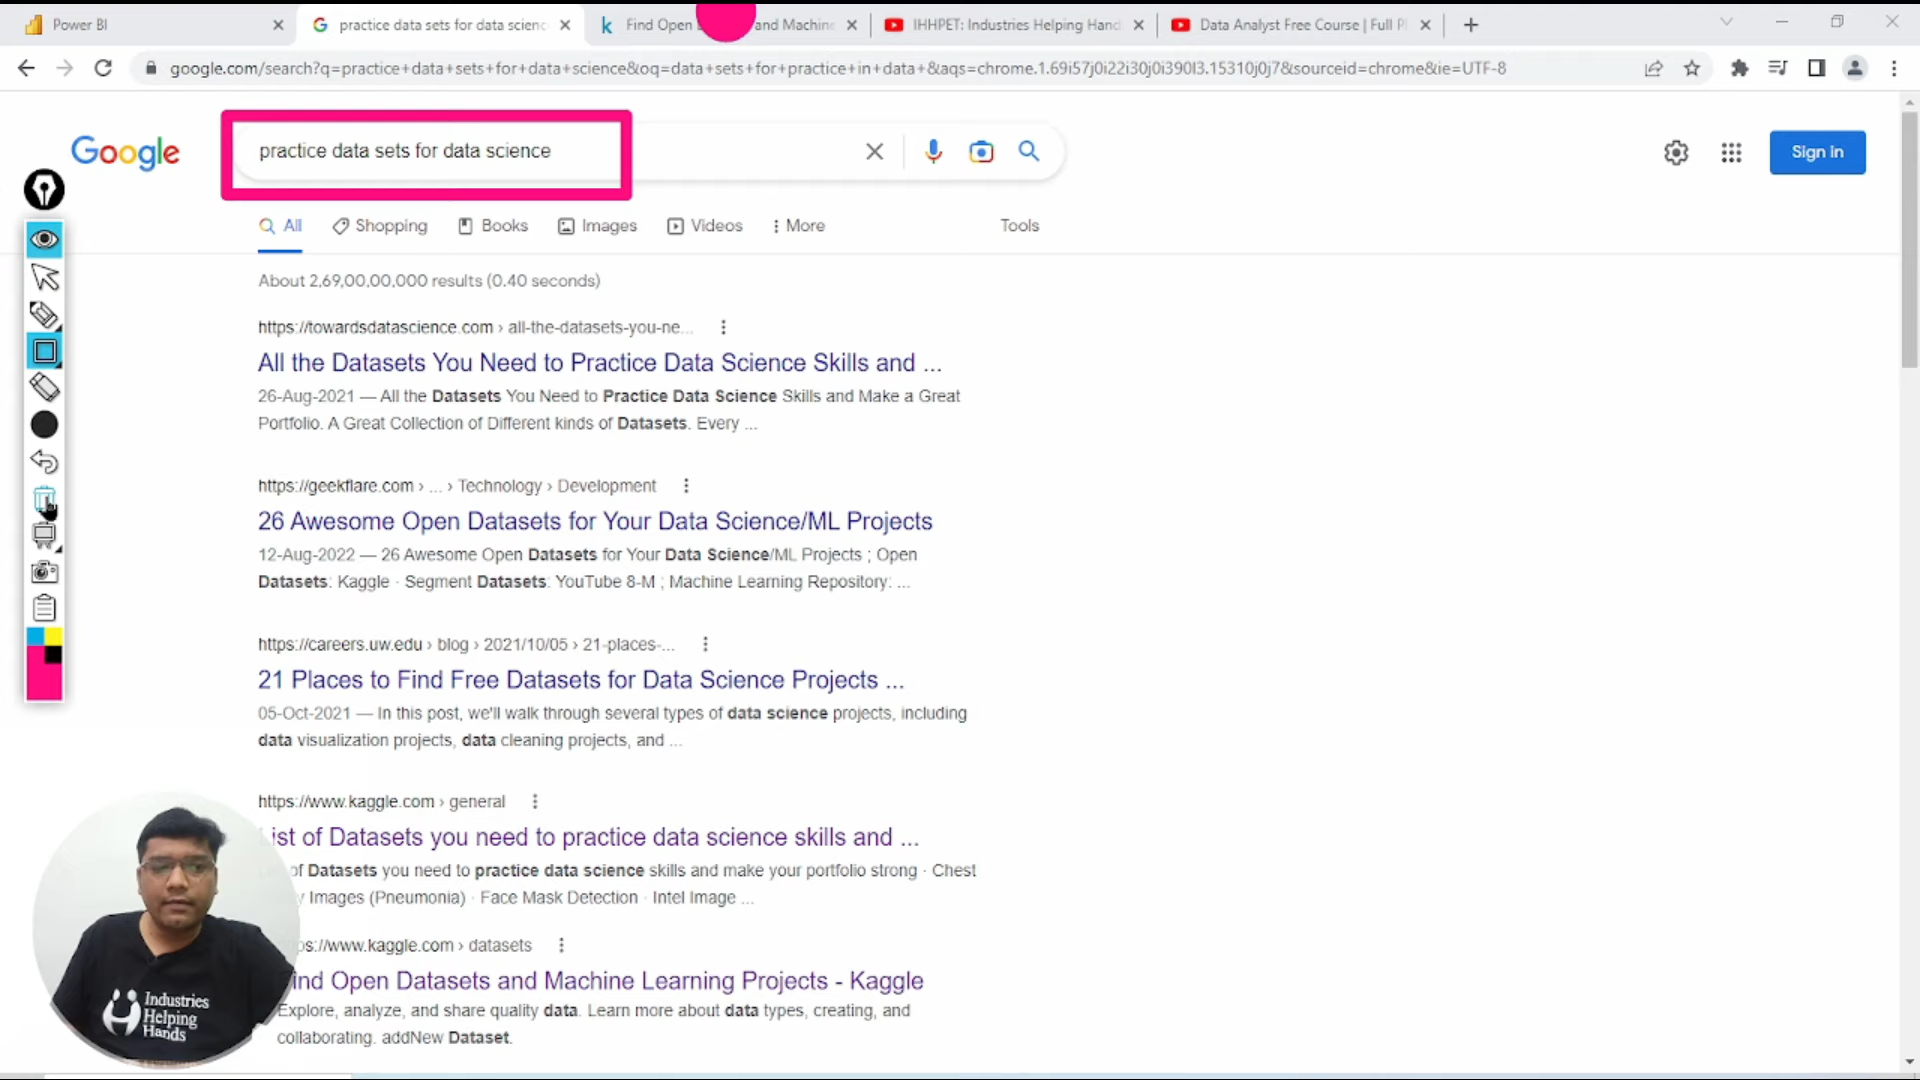 Power BI
practice data sets for data scienc
Find Open
and Machine
IHHPET: Industries Helping Hand
Data Analyst Free Course | Full P
google.com/search?q=practice+data+sets+for+data+science&oq=data+sets+for+practice+in+data+&aqs=chrome.1.69i57j0i22i30j0i390l3.15310j0j7&sourceid=chrome&ie=UTF-8
Google
practice data sets for data science
Sign in
All
Shopping
Books
Images
Videos
More
Tools
About 2,69,00,00,000 results (0.40 seconds)
https://towardsdatascience.com › all-the-datasets-you-ne...
All the Datasets You Need to Practice Data Science Skills and ...
26-Aug-2021 — All the Datasets You Need to Practice Data Science Skills and Make a Great
Portfolio. A Great Collection of Different kinds of Datasets. Every ...
https://geekflare.com › ... › Technology › Development
26 Awesome Open Datasets for Your Data Science/ML Projects
12-Aug-2022 — 26 Awesome Open Datasets for Your Data Science/ML Projects ; Open
Datasets: Kaggle · Segment Datasets: YouTube 8-M ; Machine Learning Repository: ...
https://careers.uw.edu › blog › 2021/10/05 › 21-places-...
21 Places to Find Free Datasets for Data Science Projects ...
05-Oct-2021 — In this post, we'll walk through several types of data science projects, including
data visualization projects, data cleaning projects, and ...
https://www.kaggle.com › general
ist of Datasets you need to practice data science skills and ...
of Datasets you need to practice data science skills and make your portfolio strong · Chest
Images (Pneumonia) · Face Mask Detection · Intel Image ...
ps://www.kaggle.com › datasets
ind Open Datasets and Machine Learning Projects - Kaggle
Explore, analyze, and share quality data. Learn more about data types, creating, and
collaborating. addNew Dataset.
Industries
Helping
Hands